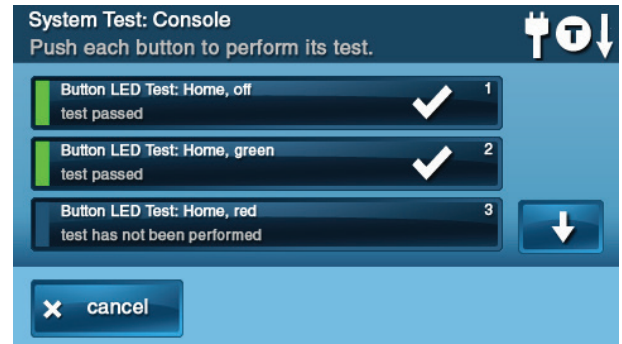 System Test: Console
Push each button to perform its test.
T
Button LED Test: Home, off
1
test passed
Button LED Test: Home, green
2
test passed
Button LED Test: Home, red
3
test has not been performed
cancel